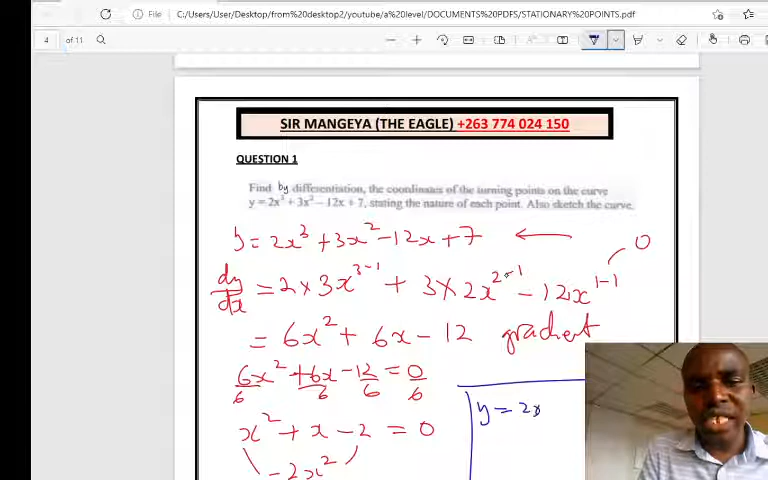 File
C:/Users/User/Desktop/from%20desktop2/youtube/a%20level/DOCUMENTS%20PDFS/STATIONARY%20POINTS.pdf
4 of 11
SIR MANGEYA (THE EAGLE) +263 774 024 150
QUESTION 1
Find by differentiation, the coordinates of the turning points on the curve
y = 2x³ + 3x² – 12x + 7, stating the nature of each point. Also sketch the curve.
y = 2x³ + 3x² - 12x + 7 ←
0
dy/dx = 2 × 3x³⁻¹ + 3 × 2x²⁻¹ - 12x¹⁻¹
= 6x² + 6x - 12 gradient
6x²/6 + 6x/6 - 12/6 = 0/6
x² + x - 2 = 0
y = 2x
-2x²